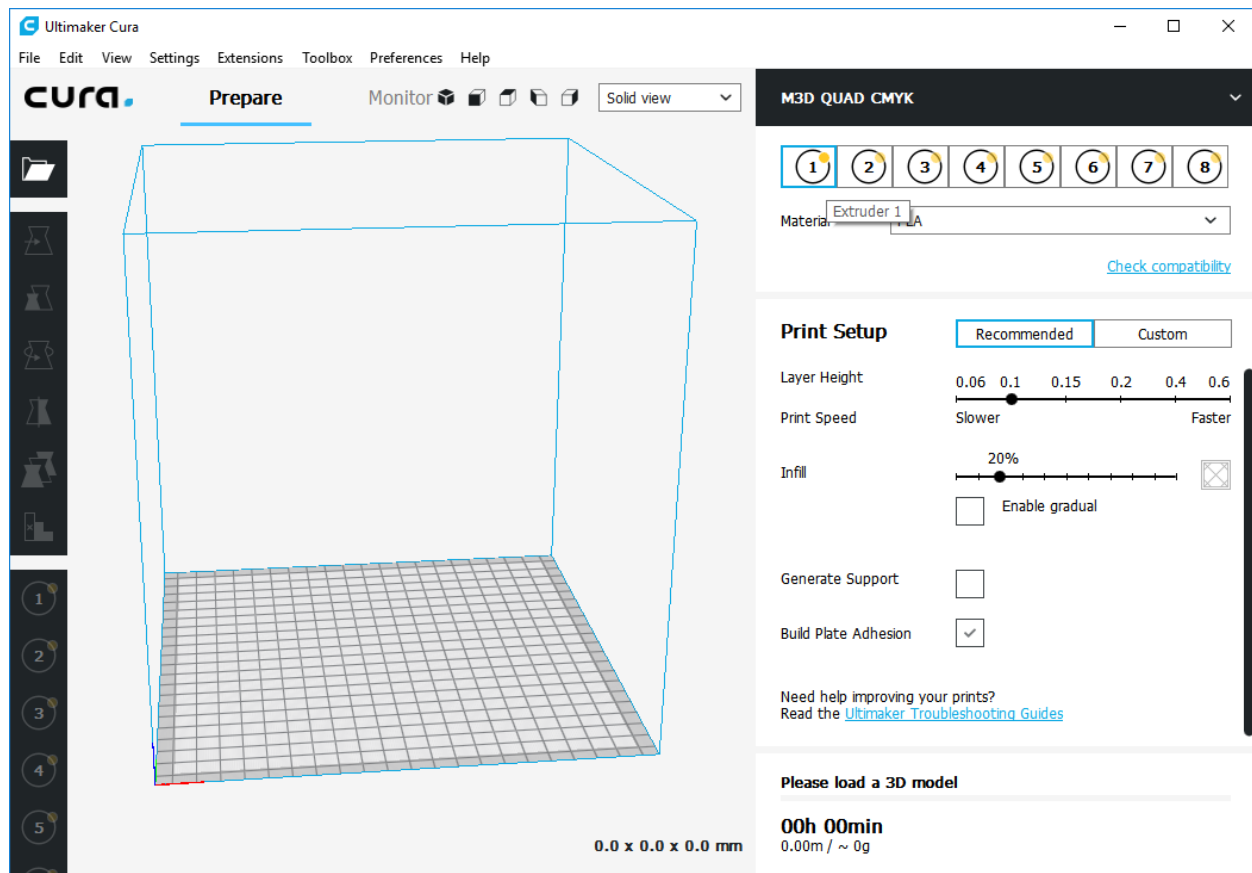 Ultimaker Cura
File Edit View Settings Extensions Toolbox Preferences Help
cura.
Prepare
Monitor
Solid view
M3D QUAD CMYK
1 2 3 4 5 6 7 8
Extruder 1
Material PLA
Check compatibility
Print Setup
Recommended Custom
Layer Height
0.06 0.1 0.15 0.2 0.4 0.6
Print Speed
Slower Faster
Infill
20%
Enable gradual
Generate Support
Build Plate Adhesion
Need help improving your prints?
Read the Ultimaker Troubleshooting Guides
Please load a 3D model
00h 00min
0.00m / ~ 0g
1
2
3
4
5
0.0 x 0.0 x 0.0 mm